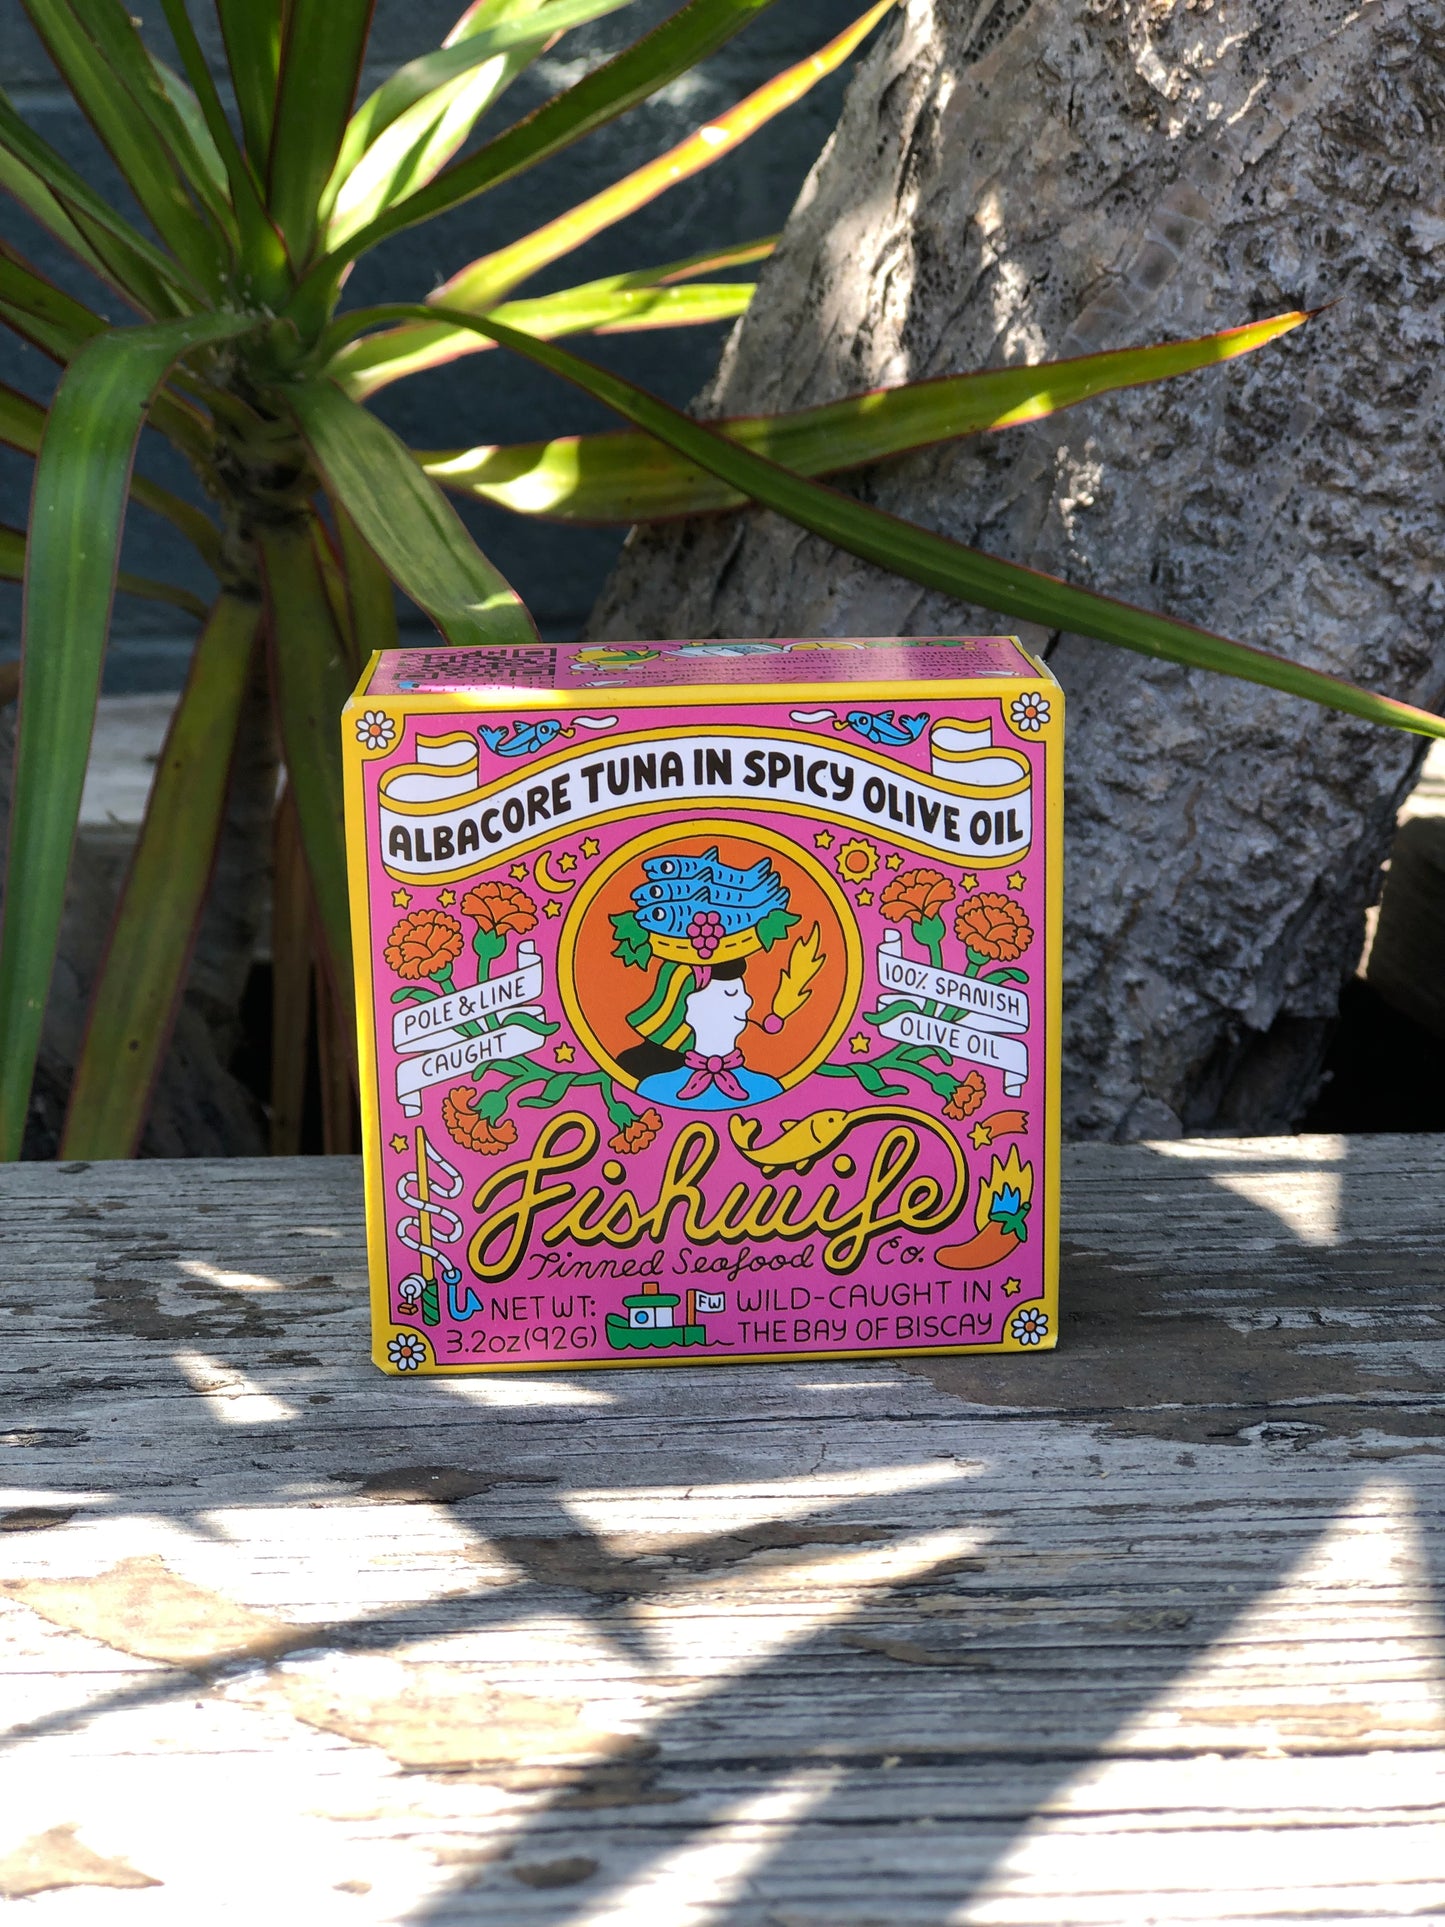 ALBACORE TUNA IN SPICY OLIVE OIL
POLE & LINE
CAUGHT
100% SPANISH
OLIVE OIL
Fishwife
Tinned Seafood Co.
NET WT:
3.2oz(92G)
FW
WILD-CAUGHT IN
THE BAY OF BISCAY